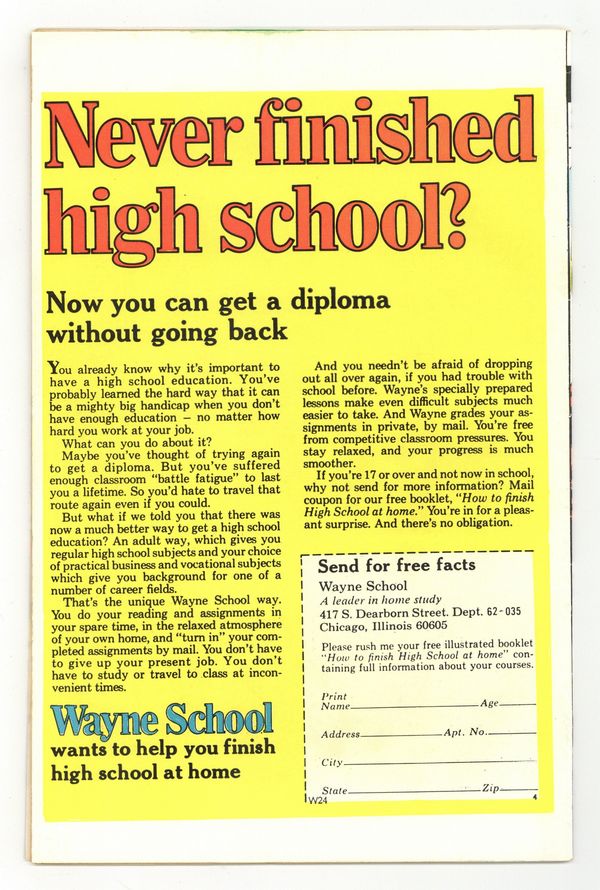 Never finished
high school?
Now you can get a diploma
without going back
You already know why it's important to
have a high school education. You've
probably learned the hard way that it can
be a mighty big handicap when you don't
have enough education – no matter how
hard you work at your job.
What can you do about it?
Maybe you've thought of trying again
to get a diploma. But you've suffered
enough classroom "battle fatigue" to last
you a lifetime. So you'd hate to travel that
route again even if you could.
But what if we told you that there was
now a much better way to get a high school
education? An adult way, which gives you
regular high school subjects and your choice
of practical business and vocational subjects
which give you background for one of a
number of career fields.
That's the unique Wayne School way.
You do your reading and assignments in
your spare time, in the relaxed atmosphere
of your own home, and "turn in" your com-
pleted assignments by mail. You don't have
to give up your present job. You don't
have to study or travel to class at incon-
venient times.
Wayne School
wants to help you finish
high school at home
And you needn't be afraid of dropping
out all over again, if you had trouble with
school before. Wayne's specially prepared
lessons make even difficult subjects much
easier to take. And Wayne grades your as-
signments in private, by mail. You're free
from competitive classroom pressures. You
stay relaxed, and your progress is much
smoother.
If you're 17 or over and not now in school,
why not send for more information? Mail
coupon for our free booklet, "How to finish
High School at home." You're in for a pleas-
ant surprise. And there's no obligation.
Send for free facts
Wayne School
A leader in home study
417 S. Dearborn Street. Dept. 62-035
Chicago, Illinois 60605
Please rush me your free illustrated booklet
"How to finish High School at home" con-
taining full information about your courses.
Print
Name Age
Address Apt. No.
City
State Zip
W24 4